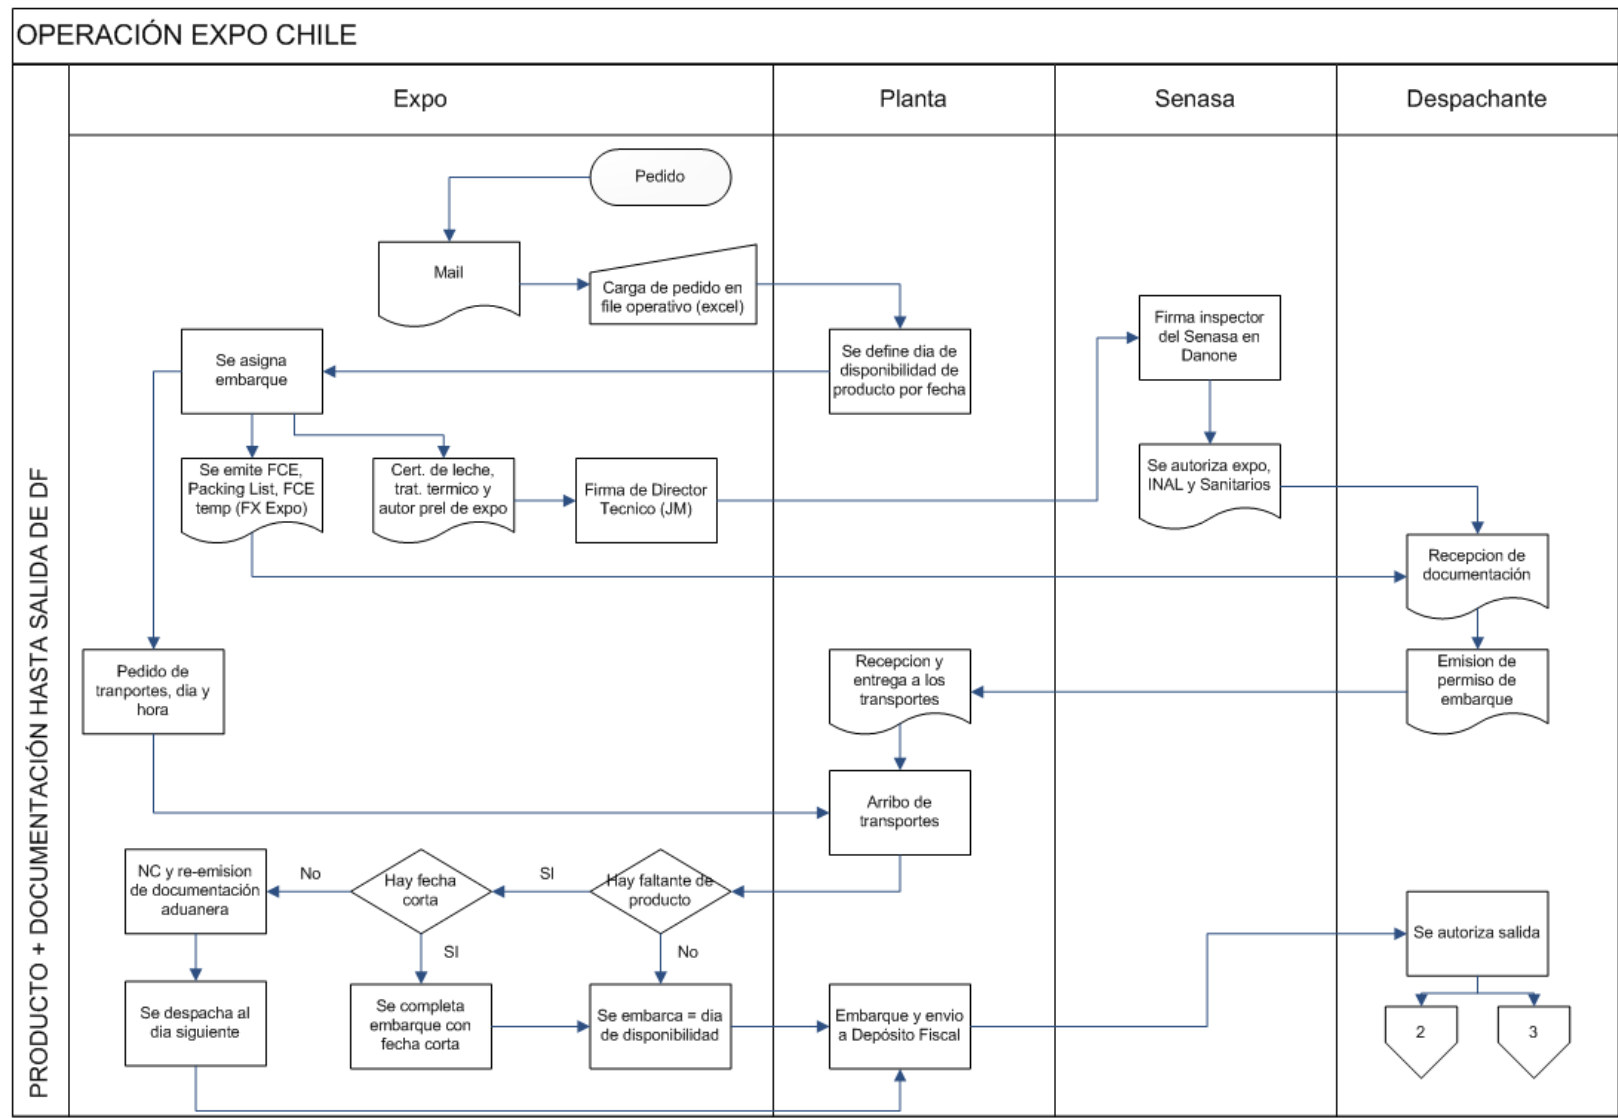 OPERACIÓN EXPO CHILE
PRODUCTO + DOCUMENTACIÓN HASTA SALIDA DE DF
Expo
Planta
Senasa
Despachante
Pedido
Mail
Carga de pedido en
file operativo (excel)
Se define dia de
disponibilidad de
producto por fecha
Firma inspector
del Senasa en
Danone
Se asigna
embarque
Se emite FCE,
Packing List, FCE
temp (FX Expo)
Cert. de leche,
trat. termico y
autor prel de expo
Firma de Director
Tecnico (JM)
Se autoriza expo,
INAL y Sanitarios
Recepcion de
documentación
Pedido de
tranportes, dia y
hora
Recepcion y
entrega a los
transportes
Emision de
permiso de
embarque
Arribo de
transportes
NC y re-emision
de documentación
aduanera
No
Hay fecha
corta
SI
Hay faltante de
producto
SI
No
Se autoriza salida
Se despacha al
dia siguiente
Se completa
embarque con
fecha corta
Se embarca = dia
de disponibilidad
Embarque y envio
a Depósito Fiscal
2
3